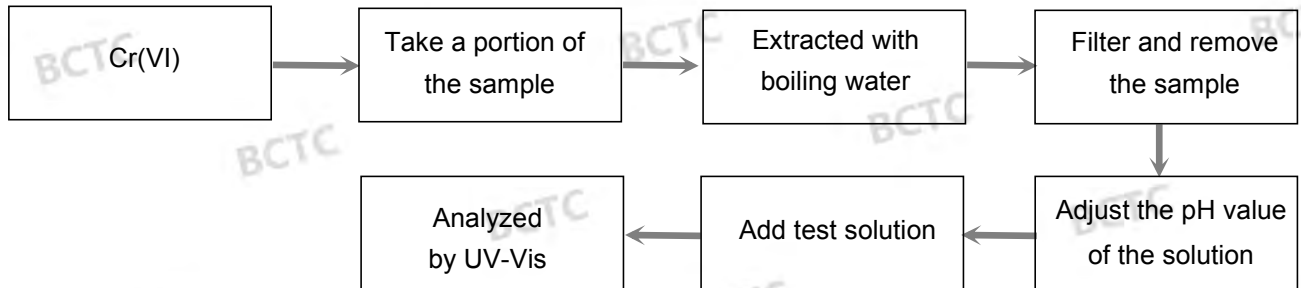 Cr(VI)
Take a portion of
the sample
Extracted with
boiling water
Filter and remove
the sample
Adjust the pH value
of the solution
Add test solution
Analyzed
by UV-Vis
BCTC
BCTC
BCTC
BCTC
BCTC
BCTC